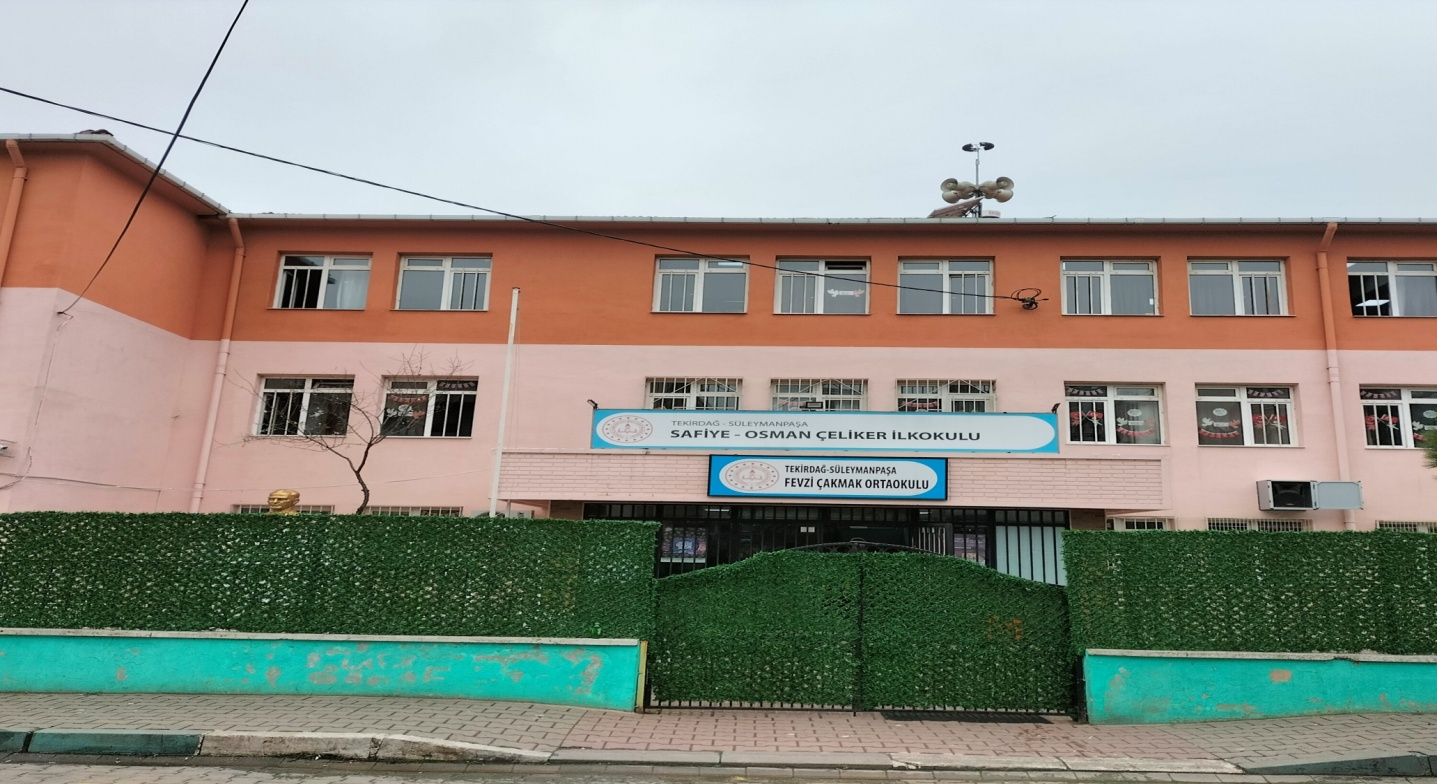 TEKİRDAĞ - SÜLEYMANPAŞA
SAFİYE - OSMAN ÇELİKER İLKOKULU
TEKİRDAĞ-SÜLEYMANPAŞA
FEVZİ ÇAKMAK ORTAOKULU